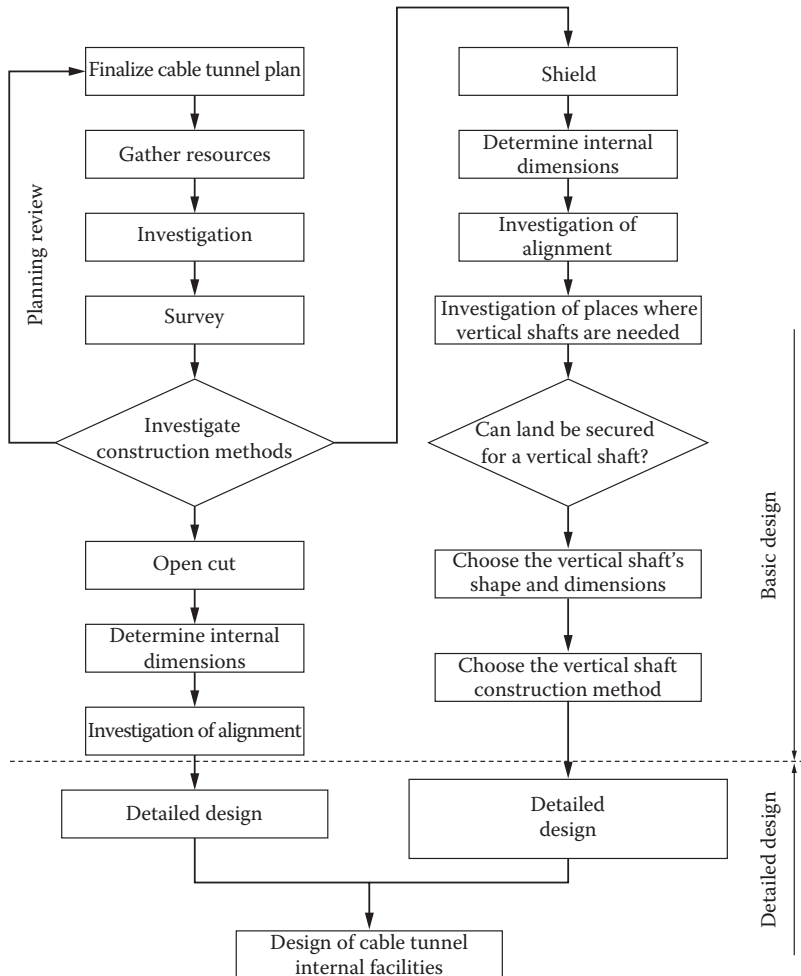 Finalize cable tunnel plan
Gather resources
Investigation
Survey
Planning review
Investigate
construction methods
Open cut
Determine internal
dimensions
Investigation of alignment
Detailed design
Shield
Determine internal
dimensions
Investigation of
alignment
Investigation of places where
vertical shafts are needed
Can land be secured
for a vertical shaft?
Choose the vertical shaft's
shape and dimensions
Choose the vertical shaft
construction method
Detailed
design
Basic design
Detailed design
Design of cable tunnel
internal facilities